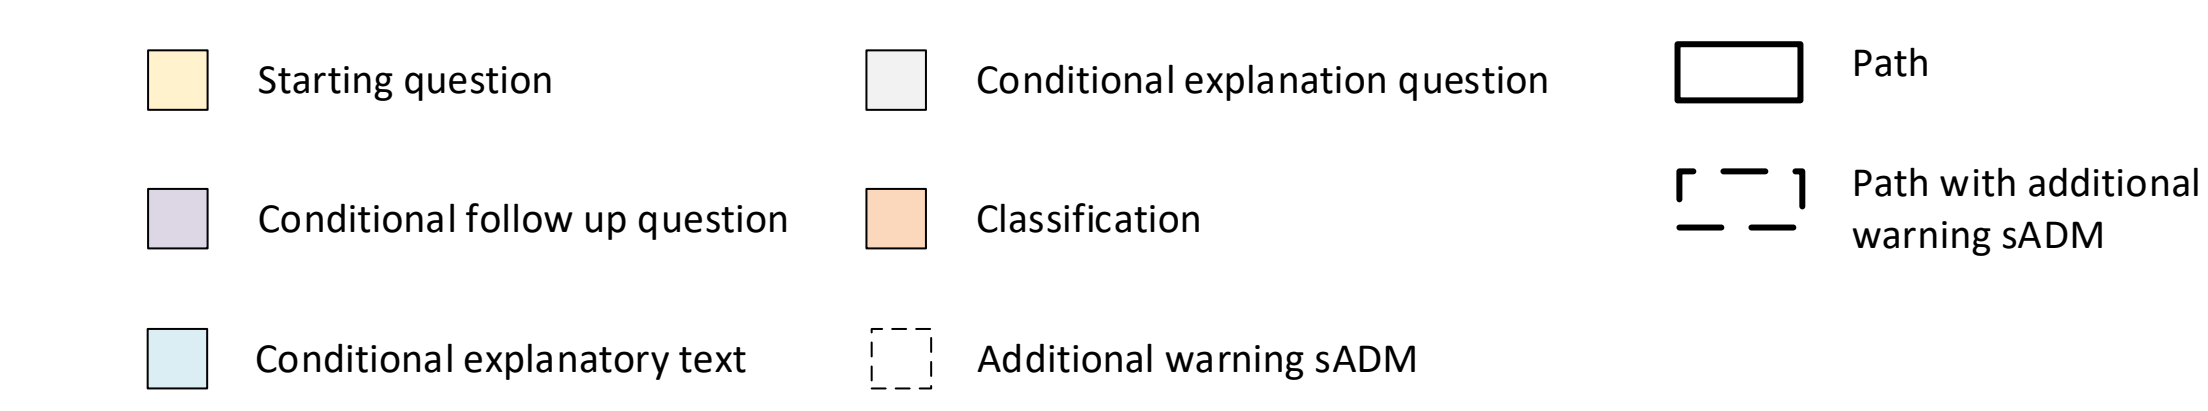 Starting question
Conditional follow up question
Conditional explanatory text
Conditional explanation question
Classification
Additional warning sADM
Path
Path with additional
warning sADM